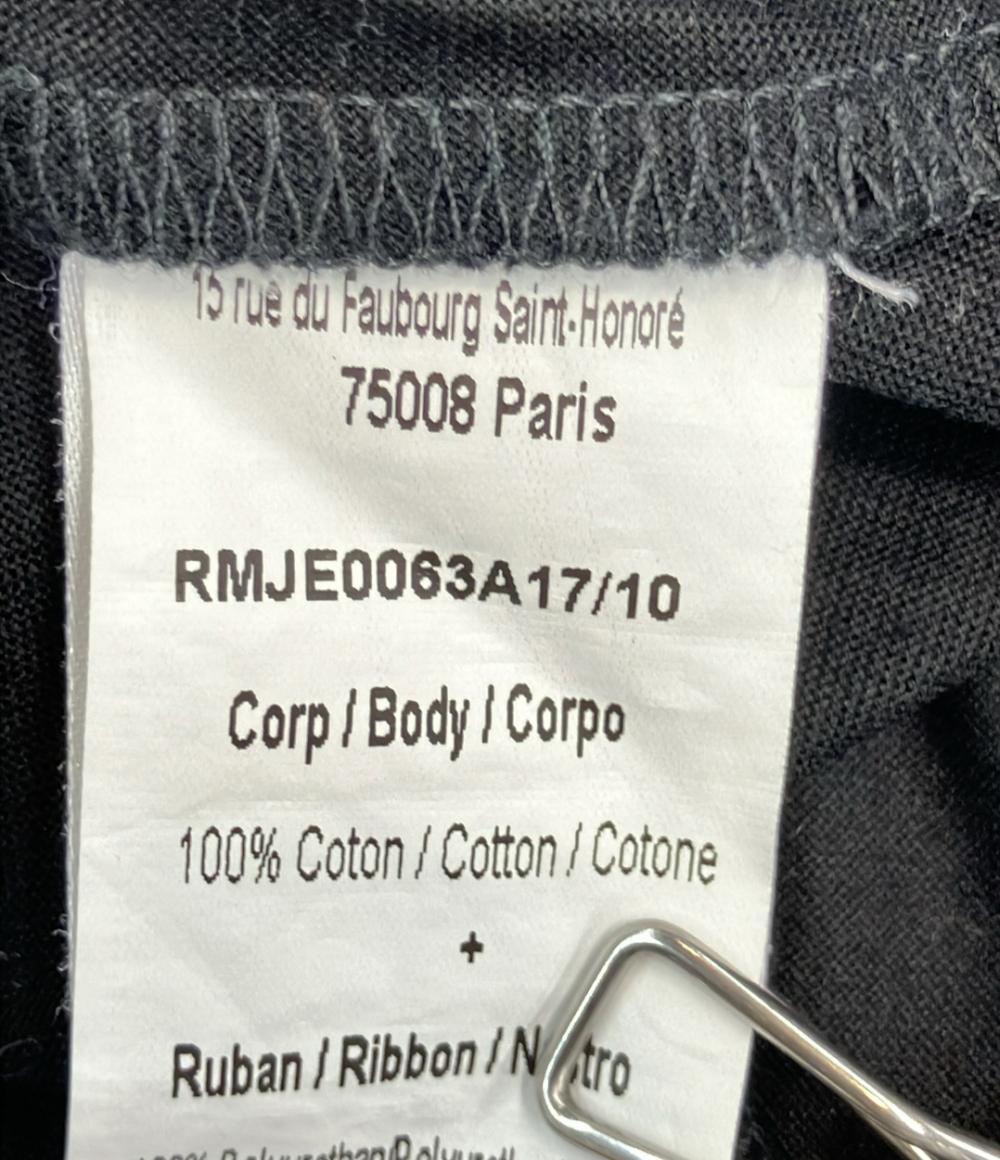 15 rue du Faubourg Saint-Honoré
75008 Paris
RMJE0063A17/10
Corp / Body / Corpo
100% Coton / Cotton / Cotone
+
Ruban / Ribbon /